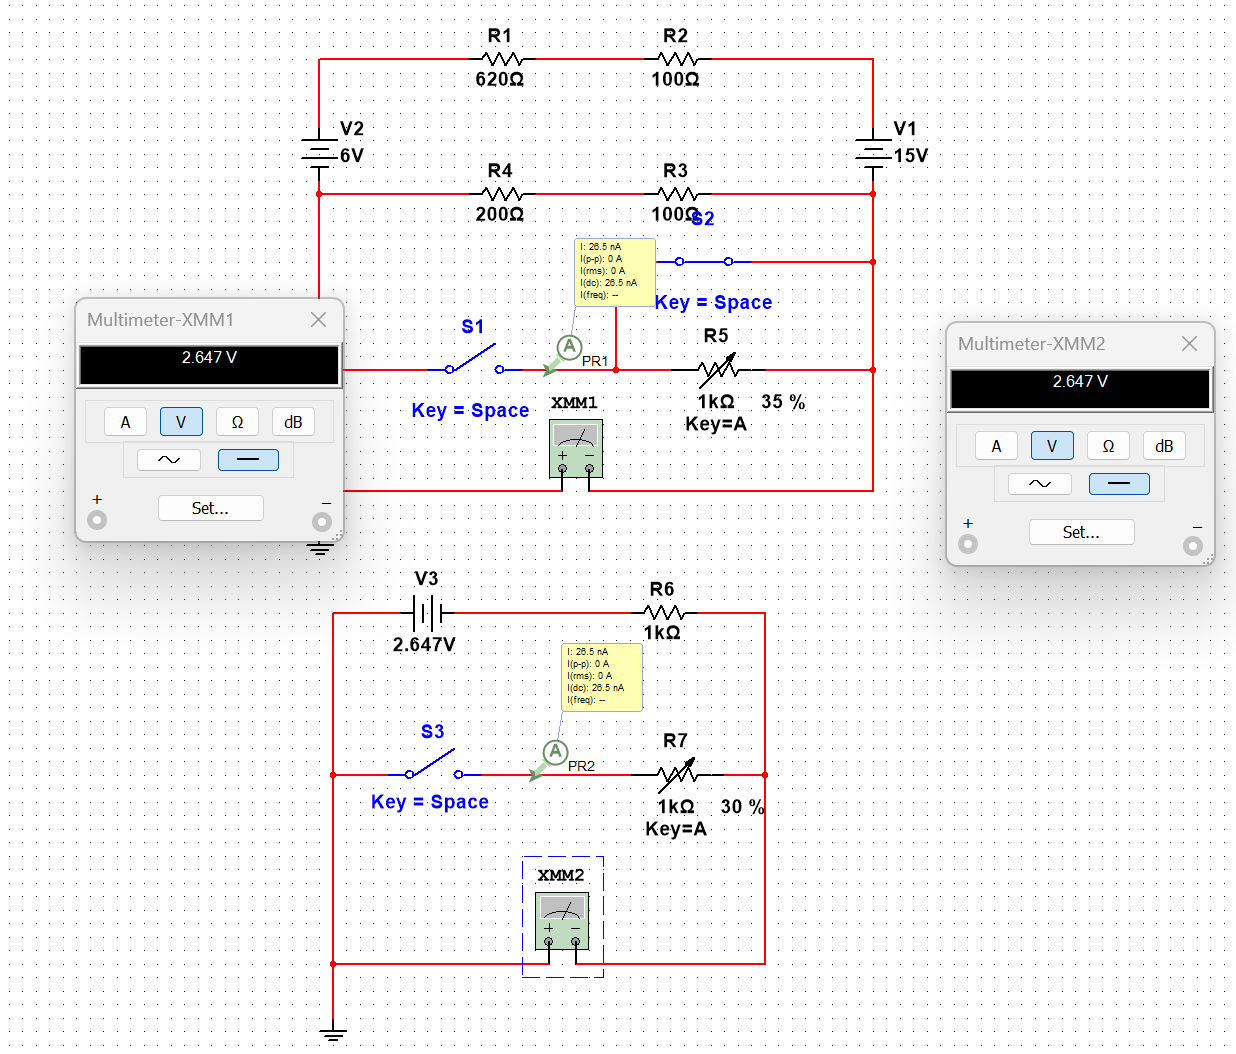 R1
R2
620Ω
100Ω
V2
6V
V1
15V
R4
R3
200Ω
100Ω
S2
I: 26.5 nA
I(p-p): 0 A
I(rms): 0 A
I(dc): 26.5 nA
I(freq): --
Key = Space
Multimeter-XMM1
2.647 V
A
V
Ω
dB
+
−
Set...
S1
A
PR1
Key = Space
R5
1kΩ
35 %
Key=A
XMM1
+
−
Multimeter-XMM2
2.647 V
A
V
Ω
dB
+
−
Set...
V3
2.647V
R6
1kΩ
I: 26.5 nA
I(p-p): 0 A
I(rms): 0 A
I(dc): 26.5 nA
I(freq): --
S3
A
PR2
Key = Space
R7
1kΩ
30 %
Key=A
XMM2
+
−